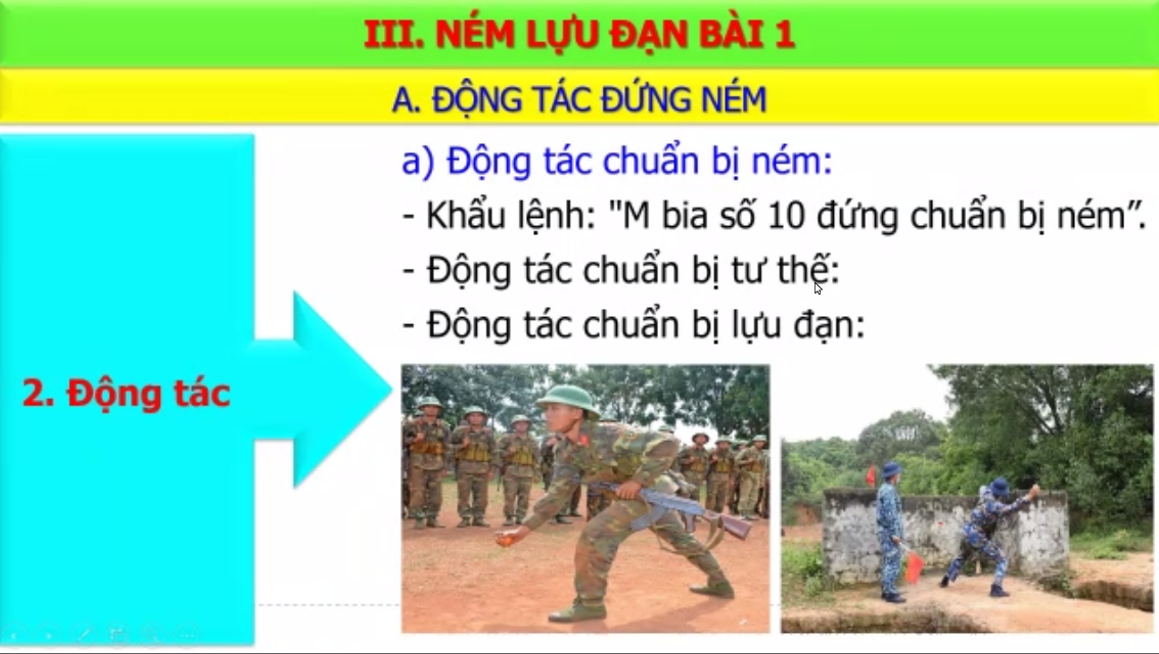 III. NÉM LỰU ĐẠN BÀI 1
A. ĐỘNG TÁC ĐỨNG NÉM
2. Động tác
a) Động tác chuẩn bị ném:
- Khẩu lệnh: "M bia số 10 đứng chuẩn bị ném”.
- Động tác chuẩn bị tư thế:
- Động tác chuẩn bị lựu đạn: